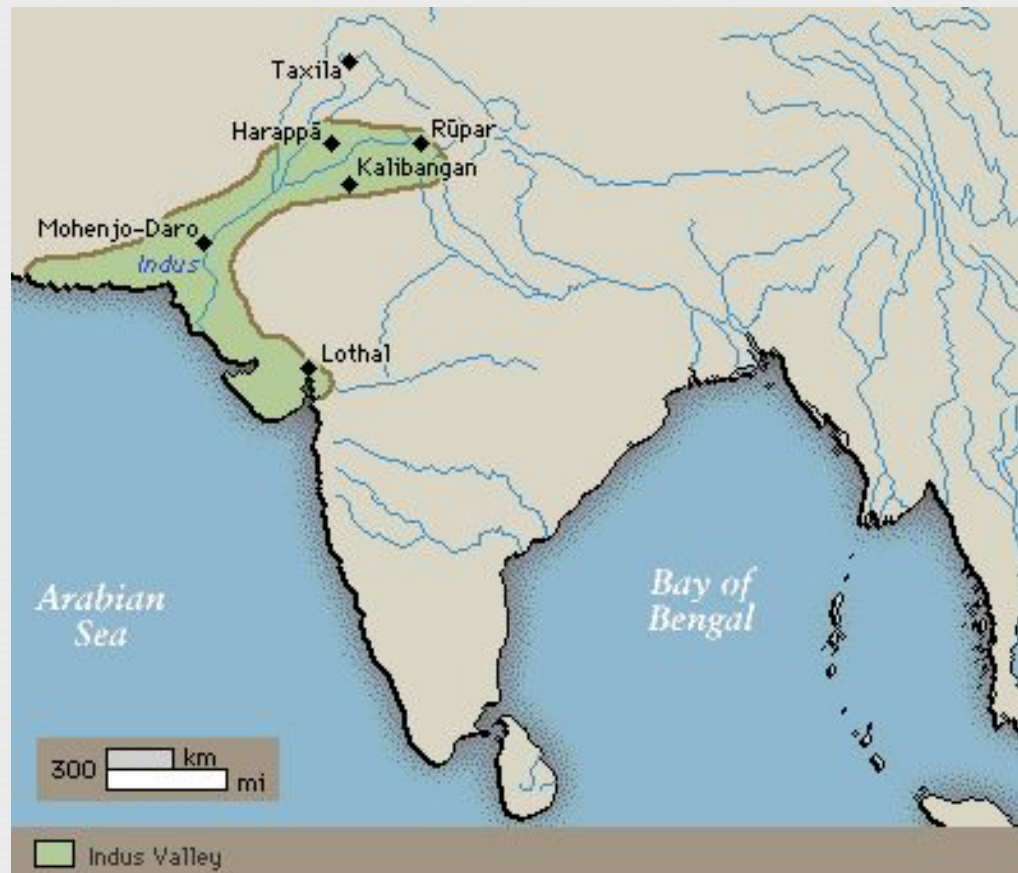 Taxila
Harappā
Rūpar
Kalibangan
Mohenjo-Daro
Indus
Lothal
Arabian
Sea
Bay of
Bengal
300 km
mi
Indus Valley